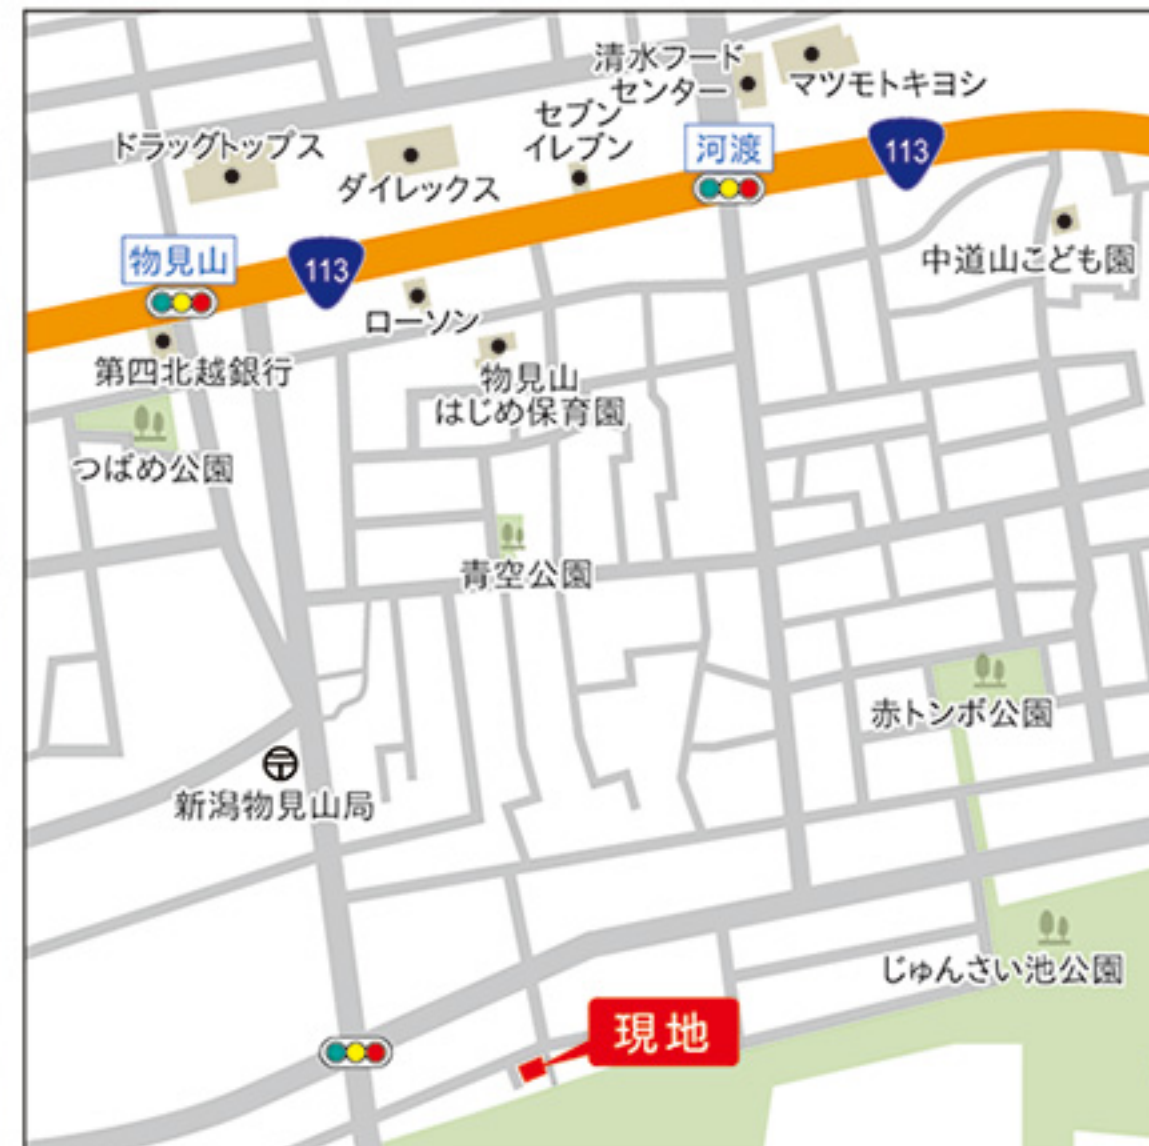 清水フード
センター
マツモトキヨシ
セブン
イレブン
河渡
113
ドラッグトップス
ダイレックス
物見山
113
中道山こども園
ローソン
第四北越銀行
物見山
はじめ保育園
つばめ公園
青空公園
赤トンボ公園
新潟物見山局
じゅんさい池公園
現地